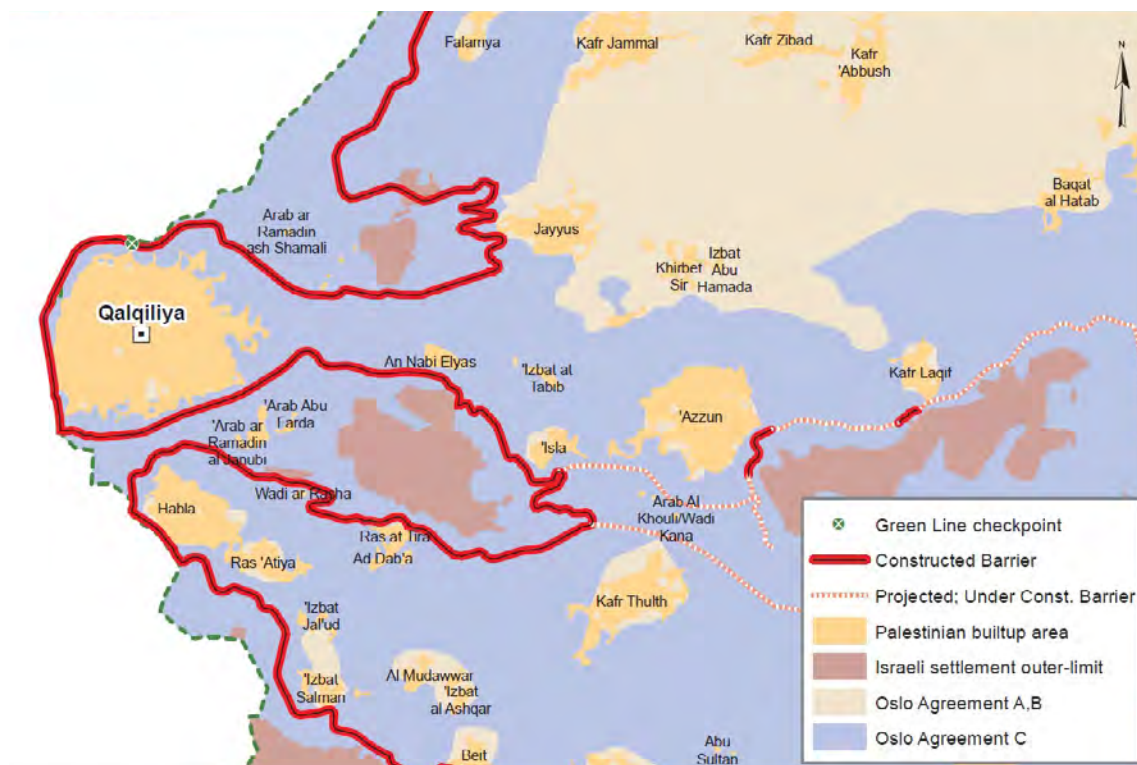 Falamya
Kafr Jammal
Kafr Zibad
Kafr
'Abbush
N
Baqat
al Hatab
Arab ar
Ramadin
ash Shamali
Jayyus
Khirbet
Sir
Izbat
Abu
Hamada
Qalqiliya
An Nabi Elyas
'Izbat al
Tabib
Kafr Laqif
'Arab Abu
Farda
'Azzun
'Arab ar
Ramadin
al Janubi
'Isla
Wadi ar Rasha
Habla
Arab Al
Khouli/Wadi
Kana
Ras at Tira
Ad Dab'a
Ras 'Atiya
Kafr Thulth
'Izbat
Jal'ud
Al Mudawwar
'Izbat
al Ashqar
'Izbat
Salman
Beit
Abu
Sultan
Green Line checkpoint
Constructed Barrier
Projected; Under Const. Barrier
Palestinian builtup area
Israeli settlement outer-limit
Oslo Agreement A,B
Oslo Agreement C